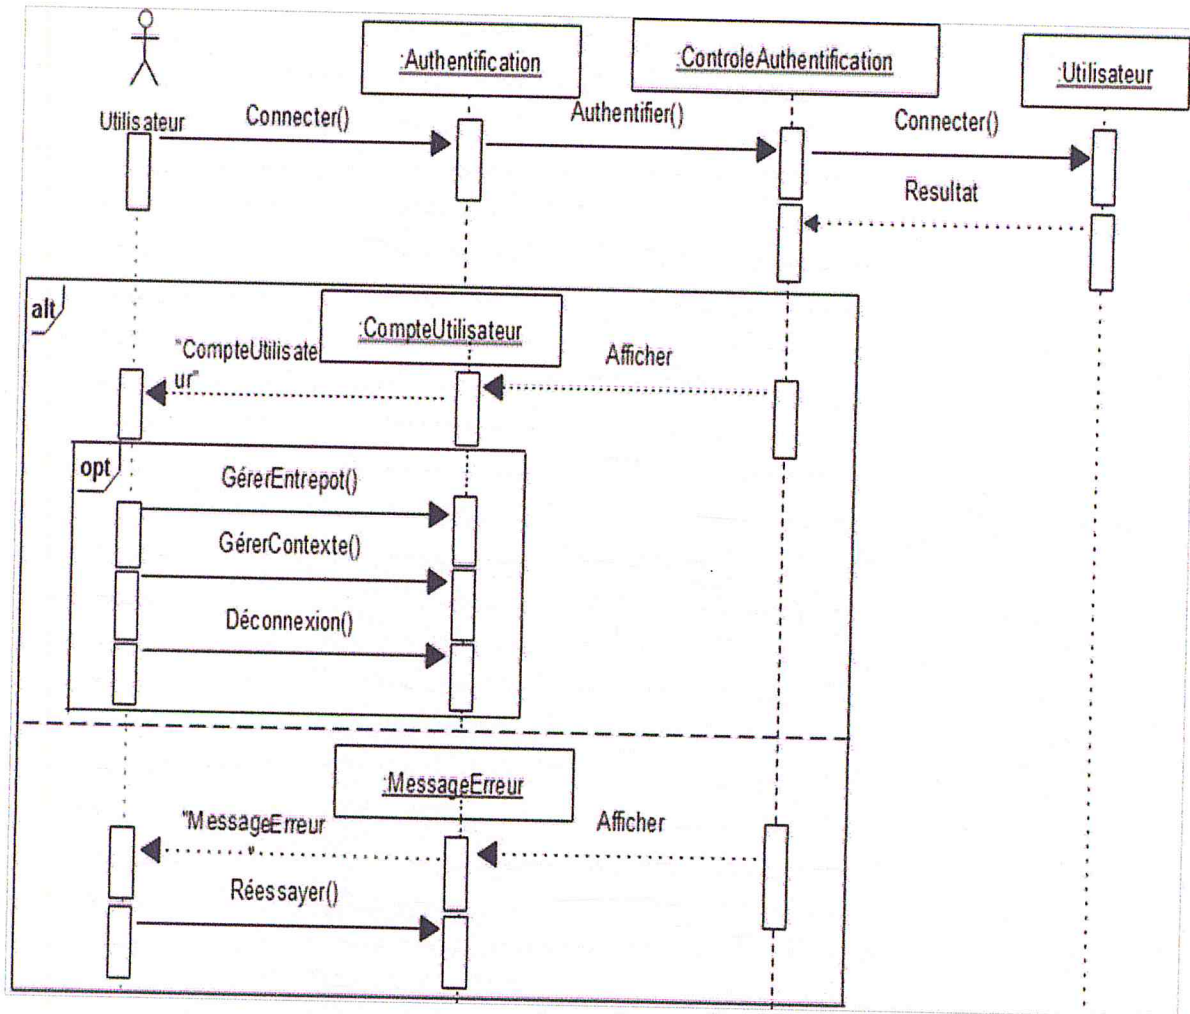 :Authentification
:ControleAuthentification
:Utilisateur
Utilisateur
Connecter()
Authentifier()
Connecter()
Resultat
alt
:CompteUtilisateur
"CompteUtilisate
ur"
Afficher
opt
GérerEntrepot()
GérerContexte()
Déconnexion()
:MessageErreur
"MessageErreur
"
Afficher
Réessayer()